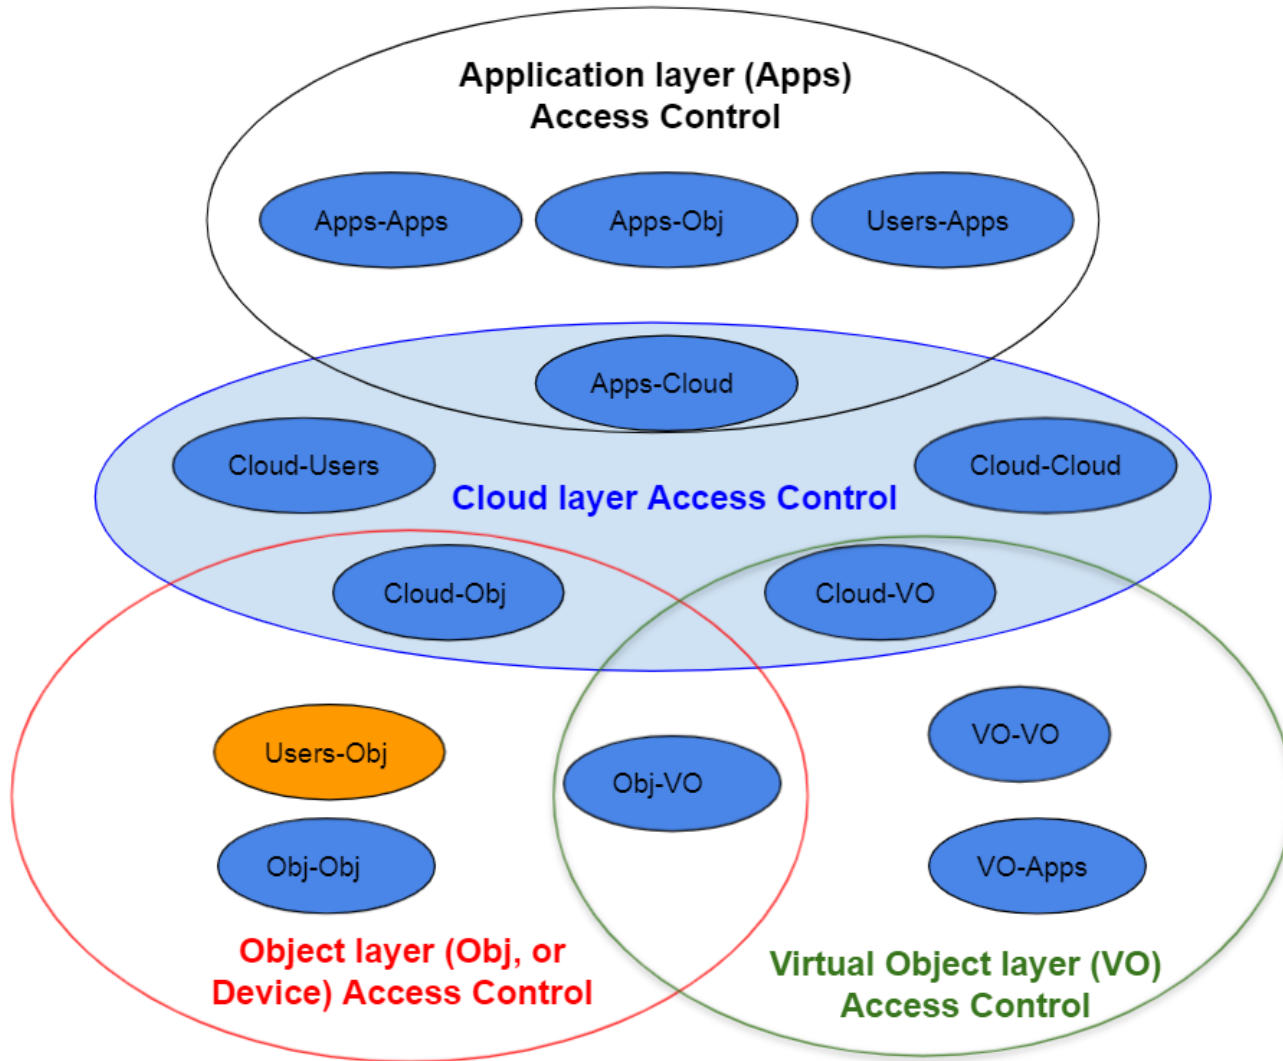 Application layer (Apps)
Access Control
Apps-Apps
Apps-Obj
Users-Apps
Apps-Cloud
Cloud-Users
Cloud-Cloud
Cloud layer Access Control
Cloud-Obj
Cloud-VO
Users-Obj
Obj-VO
VO-VO
Obj-Obj
VO-Apps
Object layer (Obj, or
Device) Access Control
Virtual Object layer (VO)
Access Control